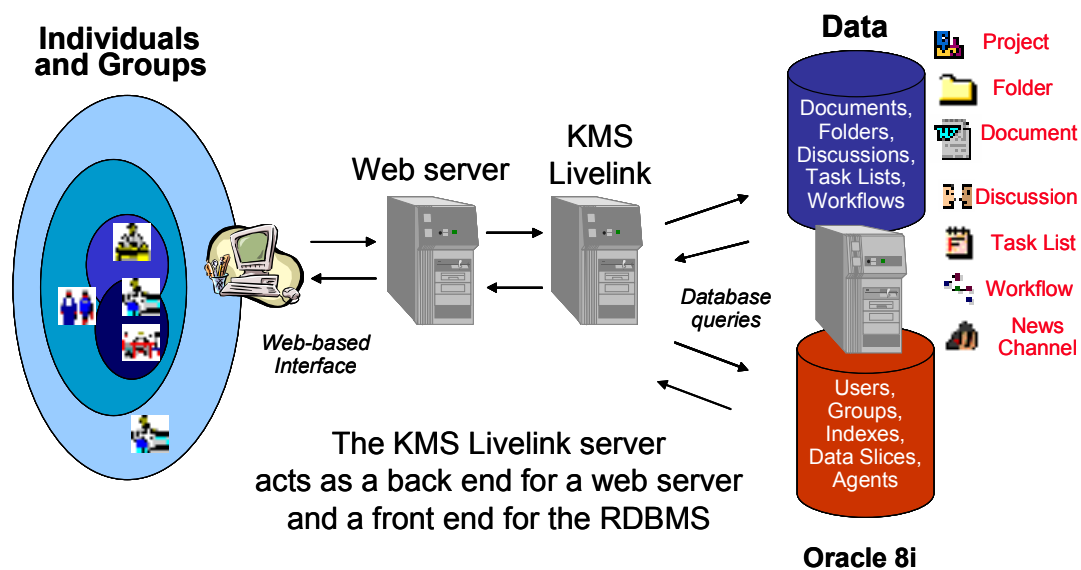 Individuals
and Groups
Web-based
Interface
Web server
KMS
Livelink
Database
queries
Data
Documents,
Folders,
Discussions,
Task Lists,
Workflows
Users,
Groups,
Indexes,
Data Slices,
Agents
Oracle 8i
Project
Folder
Document
Discussion
Task List
Workflow
News
Channel
The KMS Livelink server
acts as a back end for a web server
and a front end for the RDBMS